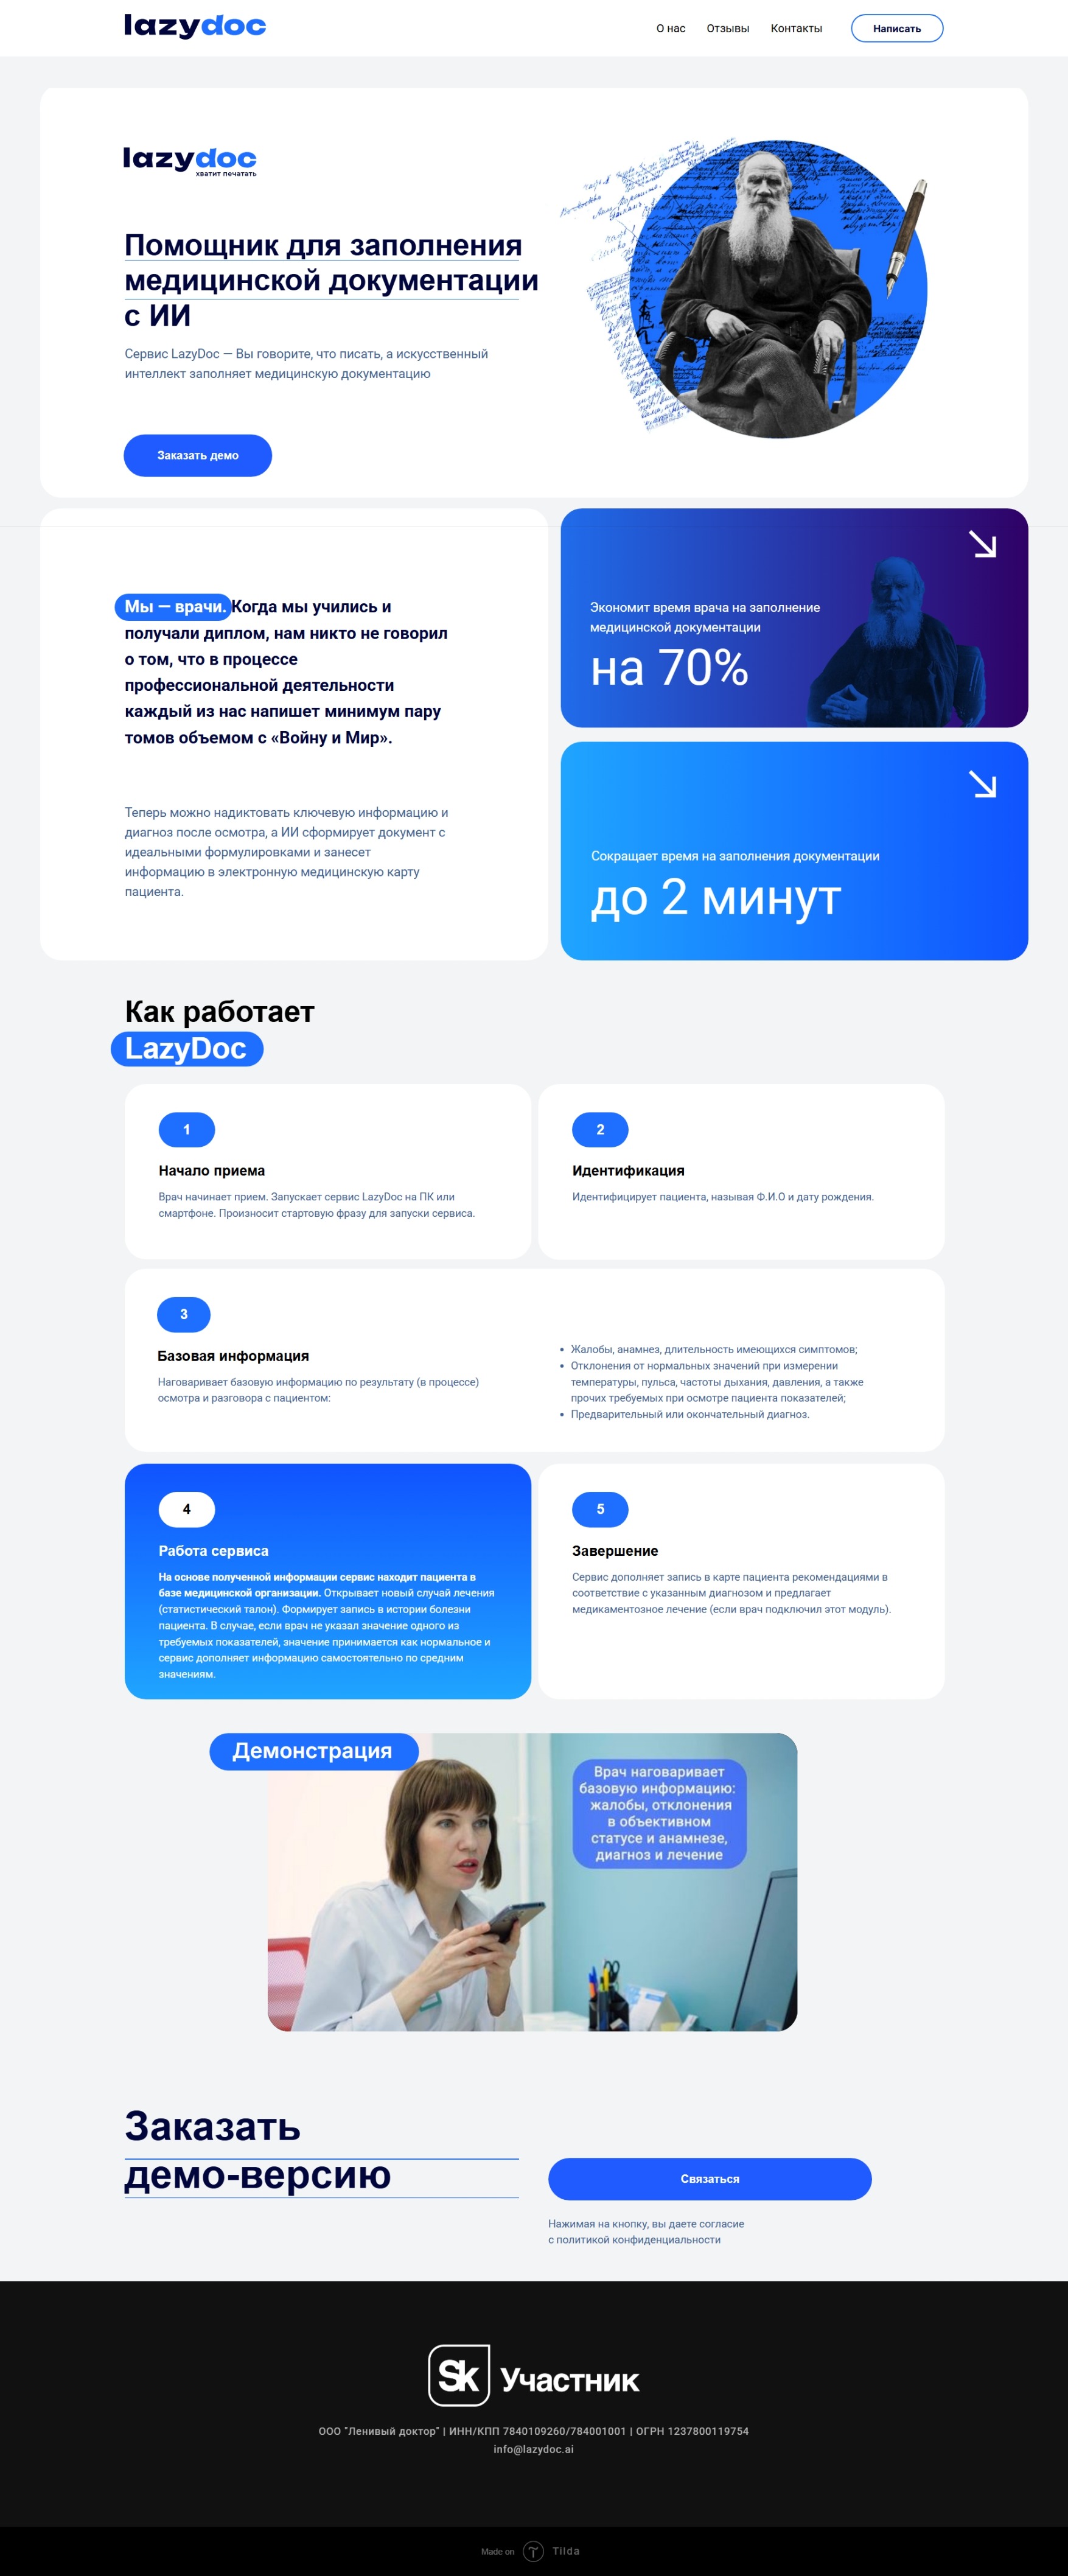 lazydoc
О нас
Отзывы
Контакты
Написать
lazydoc
хватит печатать
Помощник для заполнения
медицинской документации
с ИИ
Сервис LazyDoc — Вы говорите, что писать, а искусственный
интеллект заполняет медицинскую документацию
Заказать демо
Мы — врачи. Когда мы учились и
получали диплом, нам никто не говорил
о том, что в процессе
профессиональной деятельности
каждый из нас напишет минимум пару
томов объемом с «Войну и Мир».
Теперь можно надиктовать ключевую информацию и
диагноз после осмотра, а ИИ сформирует документ с
идеальными формулировками и занесет
информацию в электронную медицинскую карту
пациента.
Экономит время врача на заполнение
медицинской документации
на 70%
Сокращает время на заполнения документации
до 2 минут
Как работает
LazyDoc
1
Начало приема
Врач начинает прием. Запускает сервис LazyDoc на ПК или
смартфоне. Произносит стартовую фразу для запуски сервиса.
2
Идентификация
Идентифицирует пациента, называя Ф.И.О и дату рождения.
3
Базовая информация
Наговаривает базовую информацию по результату (в процессе)
осмотра и разговора с пациентом:
• Жалобы, анамнез, длительность имеющихся симптомов;
• Отклонения от нормальных значений при измерении
температуры, пульса, частоты дыхания, давления, а также
прочих требуемых при осмотре пациента показателей;
• Предварительный или окончательный диагноз.
4
Работа сервиса
На основе полученной информации сервис находит пациента в
базе медицинской организации. Открывает новый случай лечения
(статистический талон). Формирует запись в истории болезни
пациента. В случае, если врач не указал значение одного из
требуемых показателей, значение принимается как нормальное и
сервис дополняет информацию самостоятельно по средним
значениям.
5
Завершение
Сервис дополняет запись в карте пациента рекомендациями в
соответствие с указанным диагнозом и предлагает
медикаментозное лечение (если врач подключил этот модуль).
Демонстрация
Врач наговаривает
базовую информацию:
жалобы, отклонения
в объективном
статусе и анамнезе,
диагноз и лечение
Заказать
демо-версию
Связаться
Нажимая на кнопку, вы даете согласие
с политикой конфиденциальности
Sk Участник
ООО "Ленивый доктор" | ИНН/КПП 7840109260/784001001 | ОГРН 1237800119754
info@lazydoc.ai
Made on Tilda